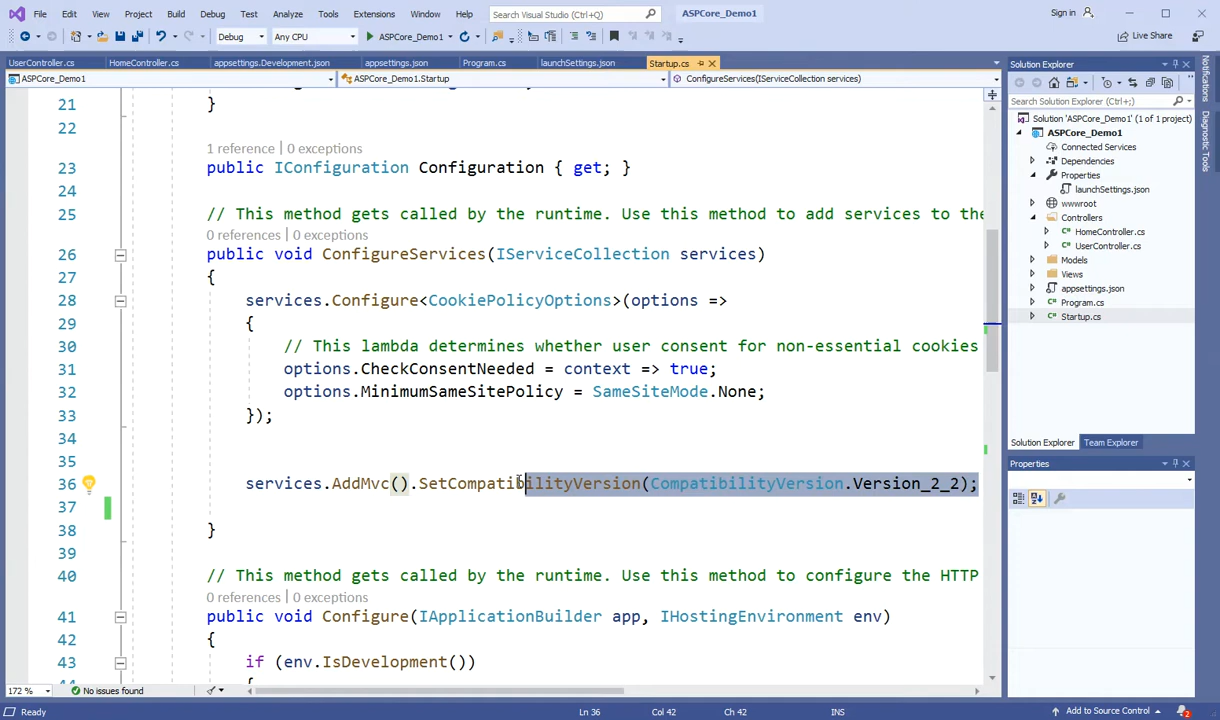 File Edit View Project Build Debug Test Analyze Tools Extensions Window Help Search Visual Studio (Ctrl+Q) ASPCore_Demo1 Sign in
Debug Any CPU ASPCore_Demo1 Live Share
UserController.cs HomeController.cs appsettings.Development.json appsettings.json Program.cs launchSettings.json Startup.cs
ASPCore_Demo1 ASPCore_Demo1.Startup ConfigureServices(IServiceCollection services)
21 }
22
1 reference | 0 exceptions
23 public IConfiguration Configuration { get; }
24
25 // This method gets called by the runtime. Use this method to add services to the
0 references | 0 exceptions
26 public void ConfigureServices(IServiceCollection services)
27 {
28 services.Configure<CookiePolicyOptions>(options =>
29 {
30 // This lambda determines whether user consent for non-essential cookies
31 options.CheckConsentNeeded = context => true;
32 options.MinimumSameSitePolicy = SameSiteMode.None;
33 });
34
35
36 services.AddMvc().SetCompatibilityVersion(CompatibilityVersion.Version_2_2);
37
38 }
39
40 // This method gets called by the runtime. Use this method to configure the HTTP
0 references | 0 exceptions
41 public void Configure(IApplicationBuilder app, IHostingEnvironment env)
42 {
43 if (env.IsDevelopment())
172 % No issues found
Solution Explorer
Search Solution Explorer (Ctrl+;)
Solution 'ASPCore_Demo1' (1 of 1 project)
ASPCore_Demo1
Connected Services
Dependencies
Properties
launchSettings.json
wwwroot
Controllers
HomeController.cs
UserController.cs
Models
Views
appsettings.json
Program.cs
Startup.cs
Solution Explorer Team Explorer
Properties
Notifications
Diagnostic Tools
Ready Ln 36 Col 42 Ch 42 INS Add to Source Control 2